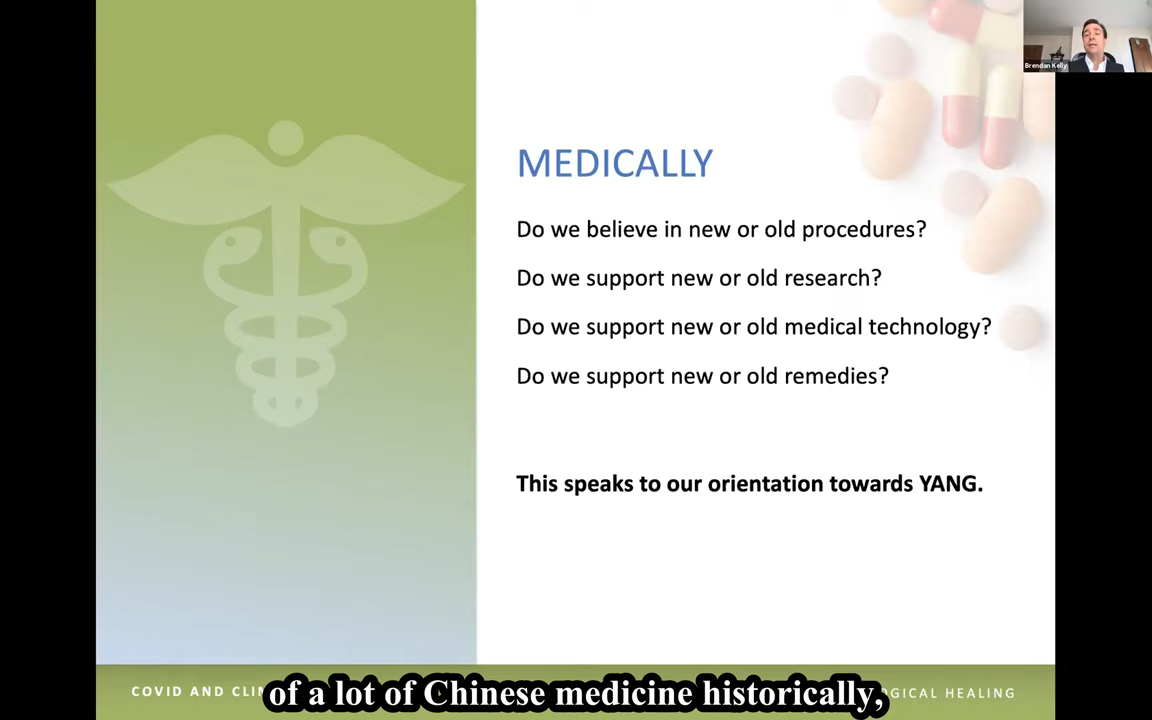 Brendan Kelly
MEDICALLY
Do we believe in new or old procedures?
Do we support new or old research?
Do we support new or old medical technology?
Do we support new or old remedies?
This speaks to our orientation towards YANG.
COVID AND
OGICAL HEALING
of a lot of Chinese medicine historically,